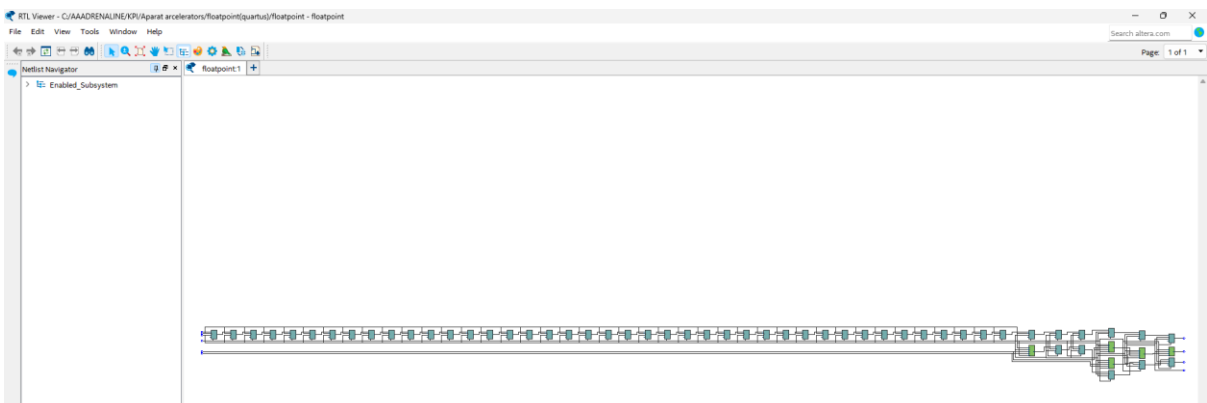 RTL Viewer - C:/AAADRENALINE/KPI/Aparat arcelerators/floatpoint(quartus)/floatpoint - floatpoint
File Edit View Tools Window Help
Search altera.com
Page: 1 of 1
Netlist Navigator
floatpoint:1
Enabled_Subsystem